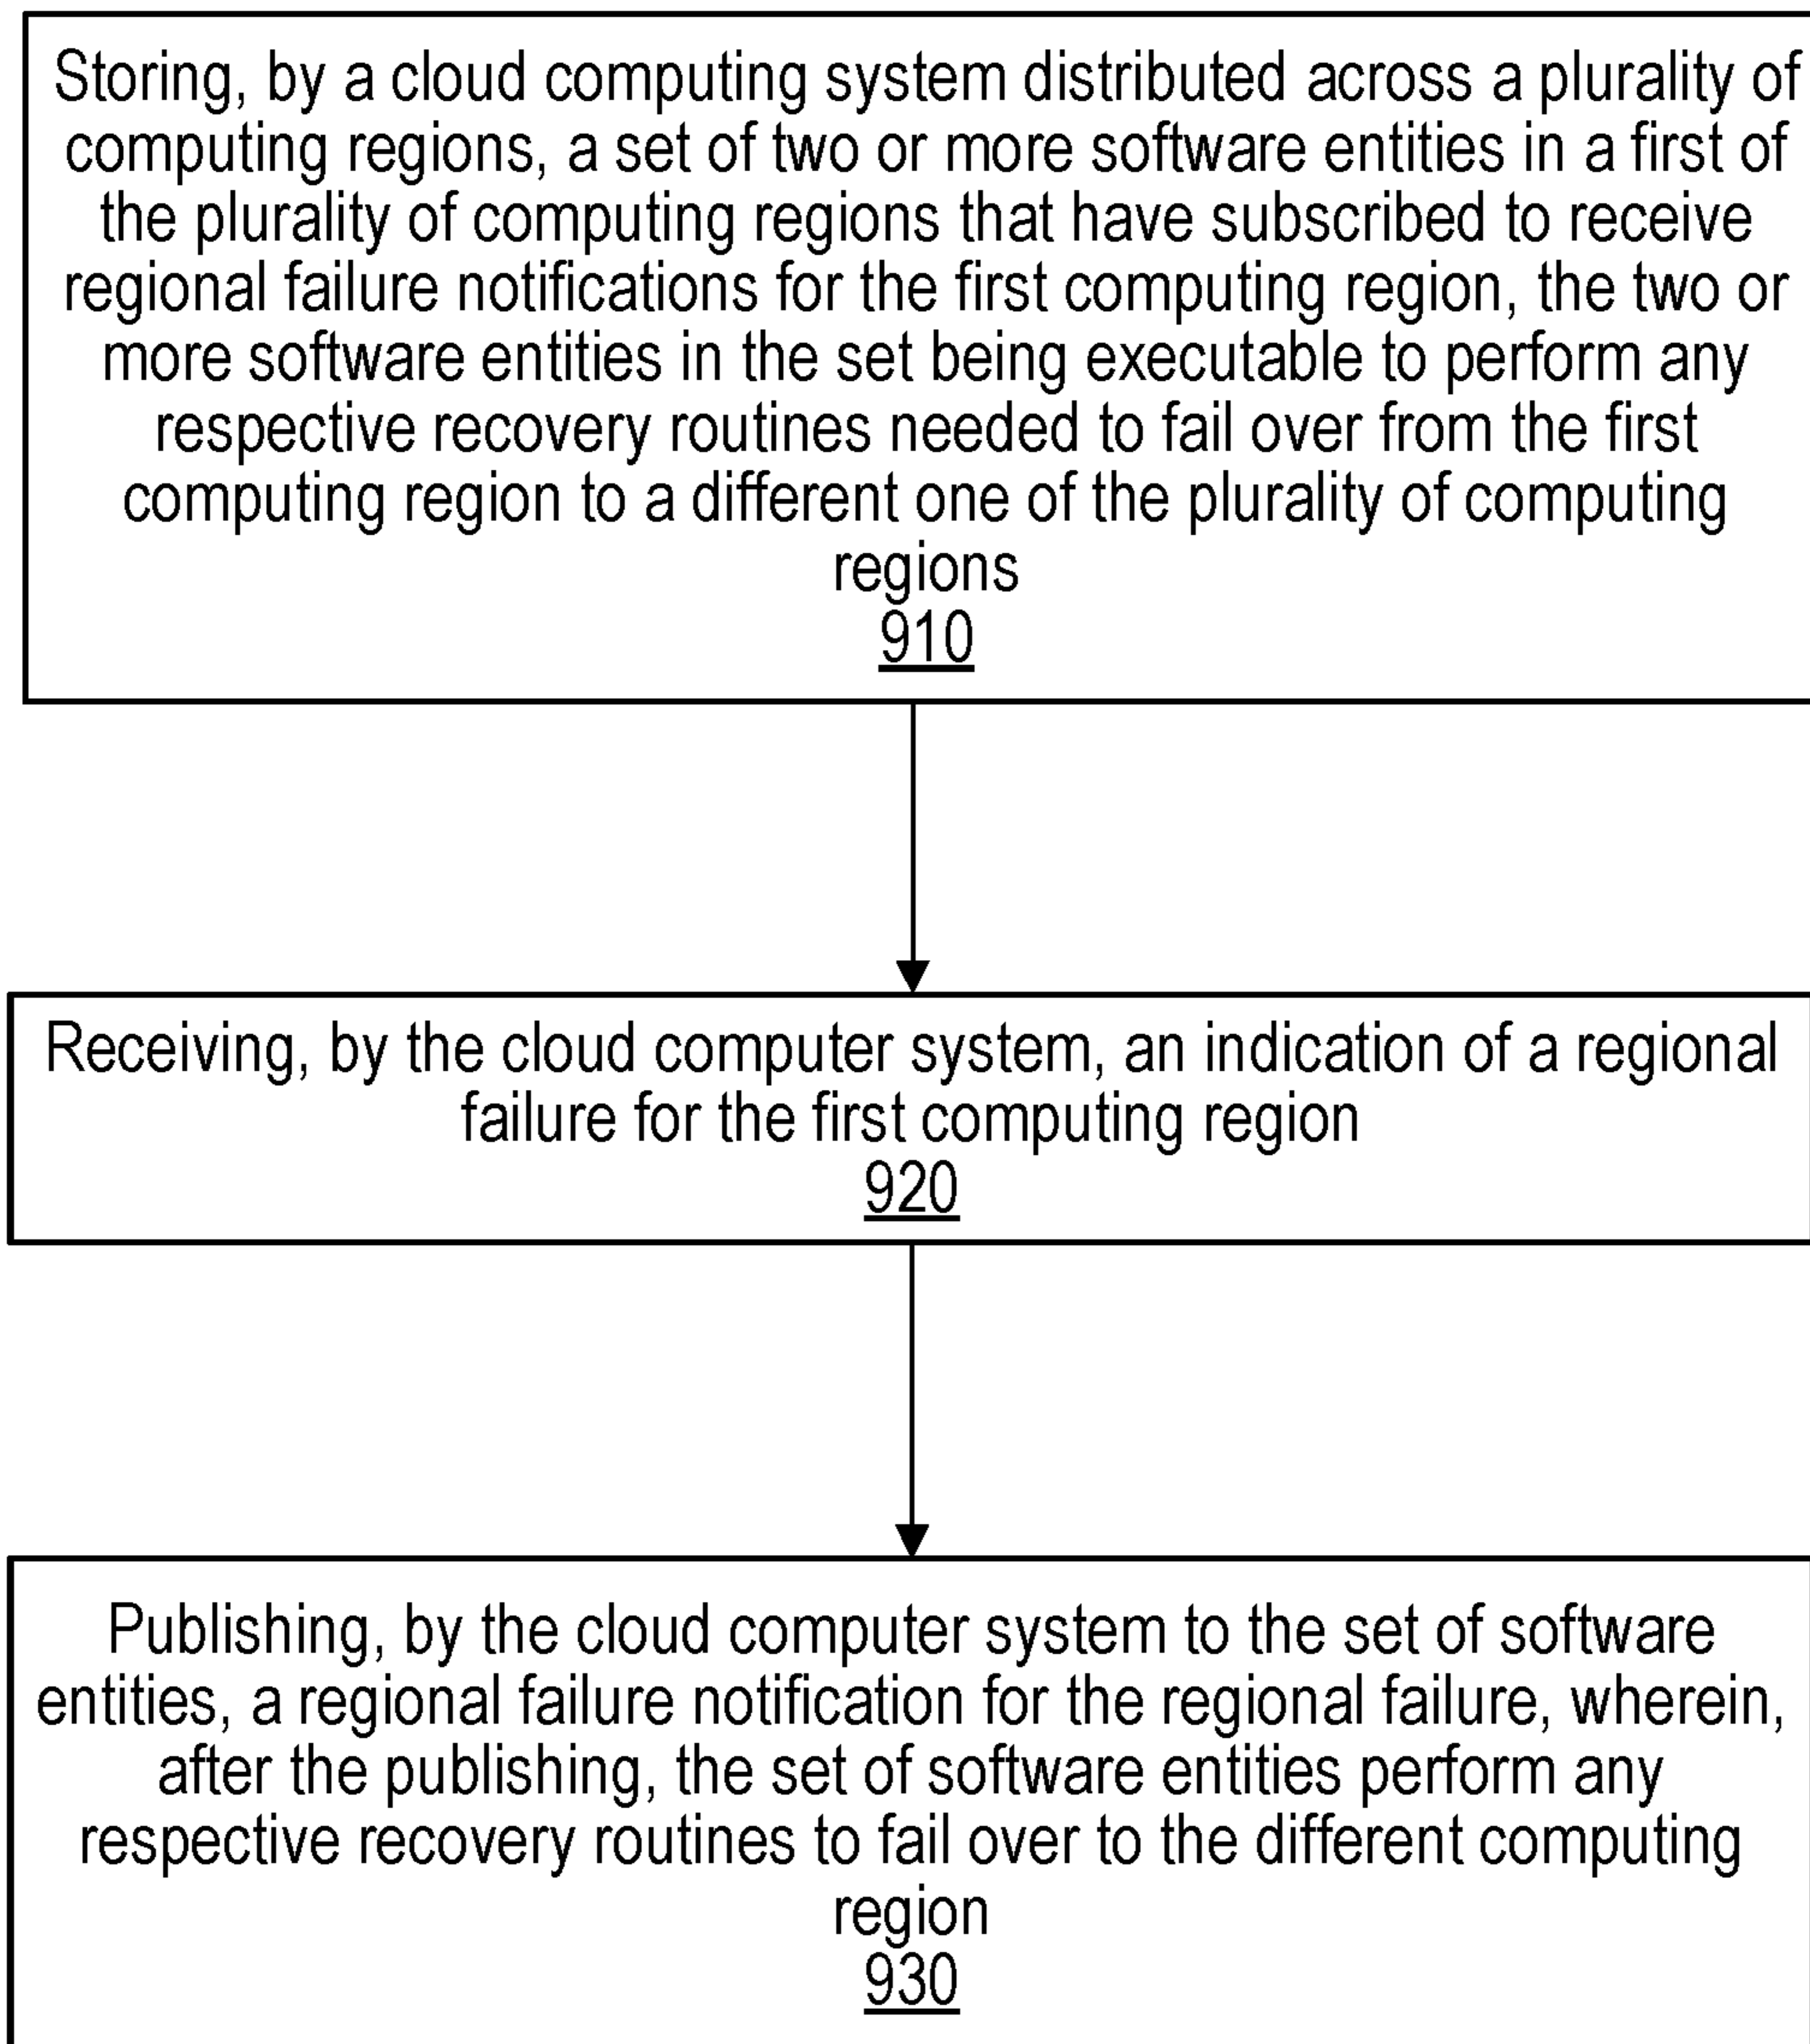 Storing, by a cloud computing system distributed across a plurality of
computing regions, a set of two or more software entities in a first of
the plurality of computing regions that have subscribed to receive
regional failure notifications for the first computing region, the two or
more software entities in the set being executable to perform any
respective recovery routines needed to fail over from the first
computing region to a different one of the plurality of computing
regions
910
Receiving, by the cloud computer system, an indication of a regional
failure for the first computing region
920
Publishing, by the cloud computer system to the set of software
entities, a regional failure notification for the regional failure, wherein,
after the publishing, the set of software entities perform any
respective recovery routines to fail over to the different computing
region
930